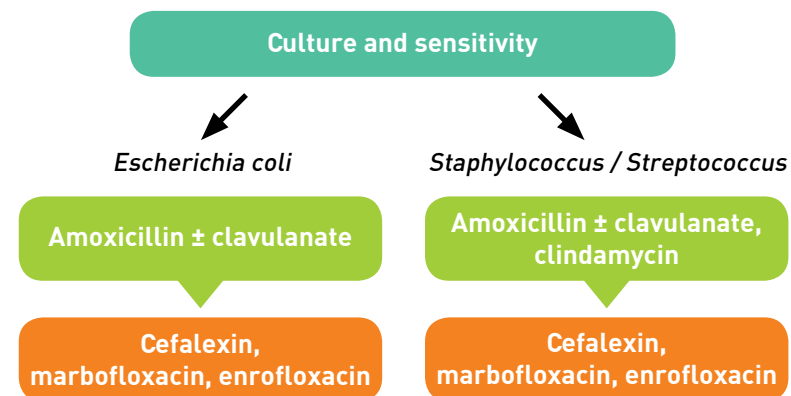 Culture and sensitivity
Escherichia coli
Staphylococcus / Streptococcus
Amoxicillin ± clavulanate
Amoxicillin ± clavulanate,
clindamycin
Cefalexin,
marbofloxacin, enrofloxacin
Cefalexin,
marbofloxacin, enrofloxacin